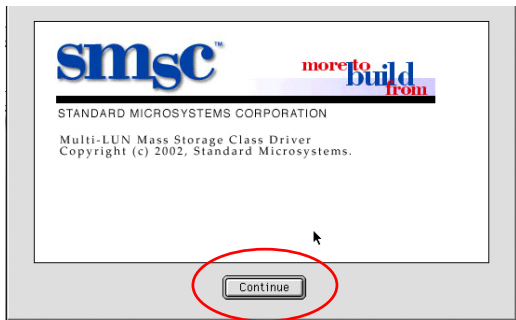 smsc™
more to
build
from
STANDARD MICROSYSTEMS CORPORATION
Multi-LUN Mass Storage Class Driver
Copyright (c) 2002, Standard Microsystems.
Continue